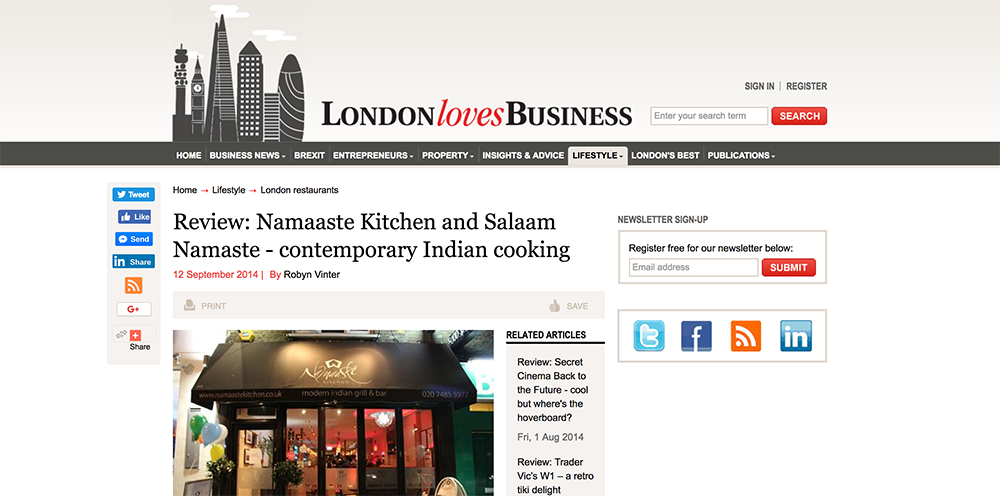 SIGN IN | REGISTER
LONDON loves BUSINESS
Enter your search term
SEARCH
HOME BUSINESS NEWS BREXIT ENTREPRENEURS PROPERTY INSIGHTS & ADVICE LIFESTYLE LONDON'S BEST PUBLICATIONS
Tweet
Like
Send
Share
G+
Share
Home → Lifestyle → London restaurants
Review: Namaaste Kitchen and Salaam
Namaste - contemporary Indian cooking
12 September 2014 | By Robyn Vinter
PRINT
SAVE
Namaaste
kitchen
www.namaastekitchen.co.uk
modern indian grill & bar
020 7485 5977
RELATED ARTICLES
Review: Secret
Cinema Back to
the Future - cool
but where's the
hoverboard?
Fri, 1 Aug 2014
Review: Trader
Vic's W1 – a retro
tiki delight
NEWSLETTER SIGN-UP
Register free for our newsletter below:
Email address
SUBMIT